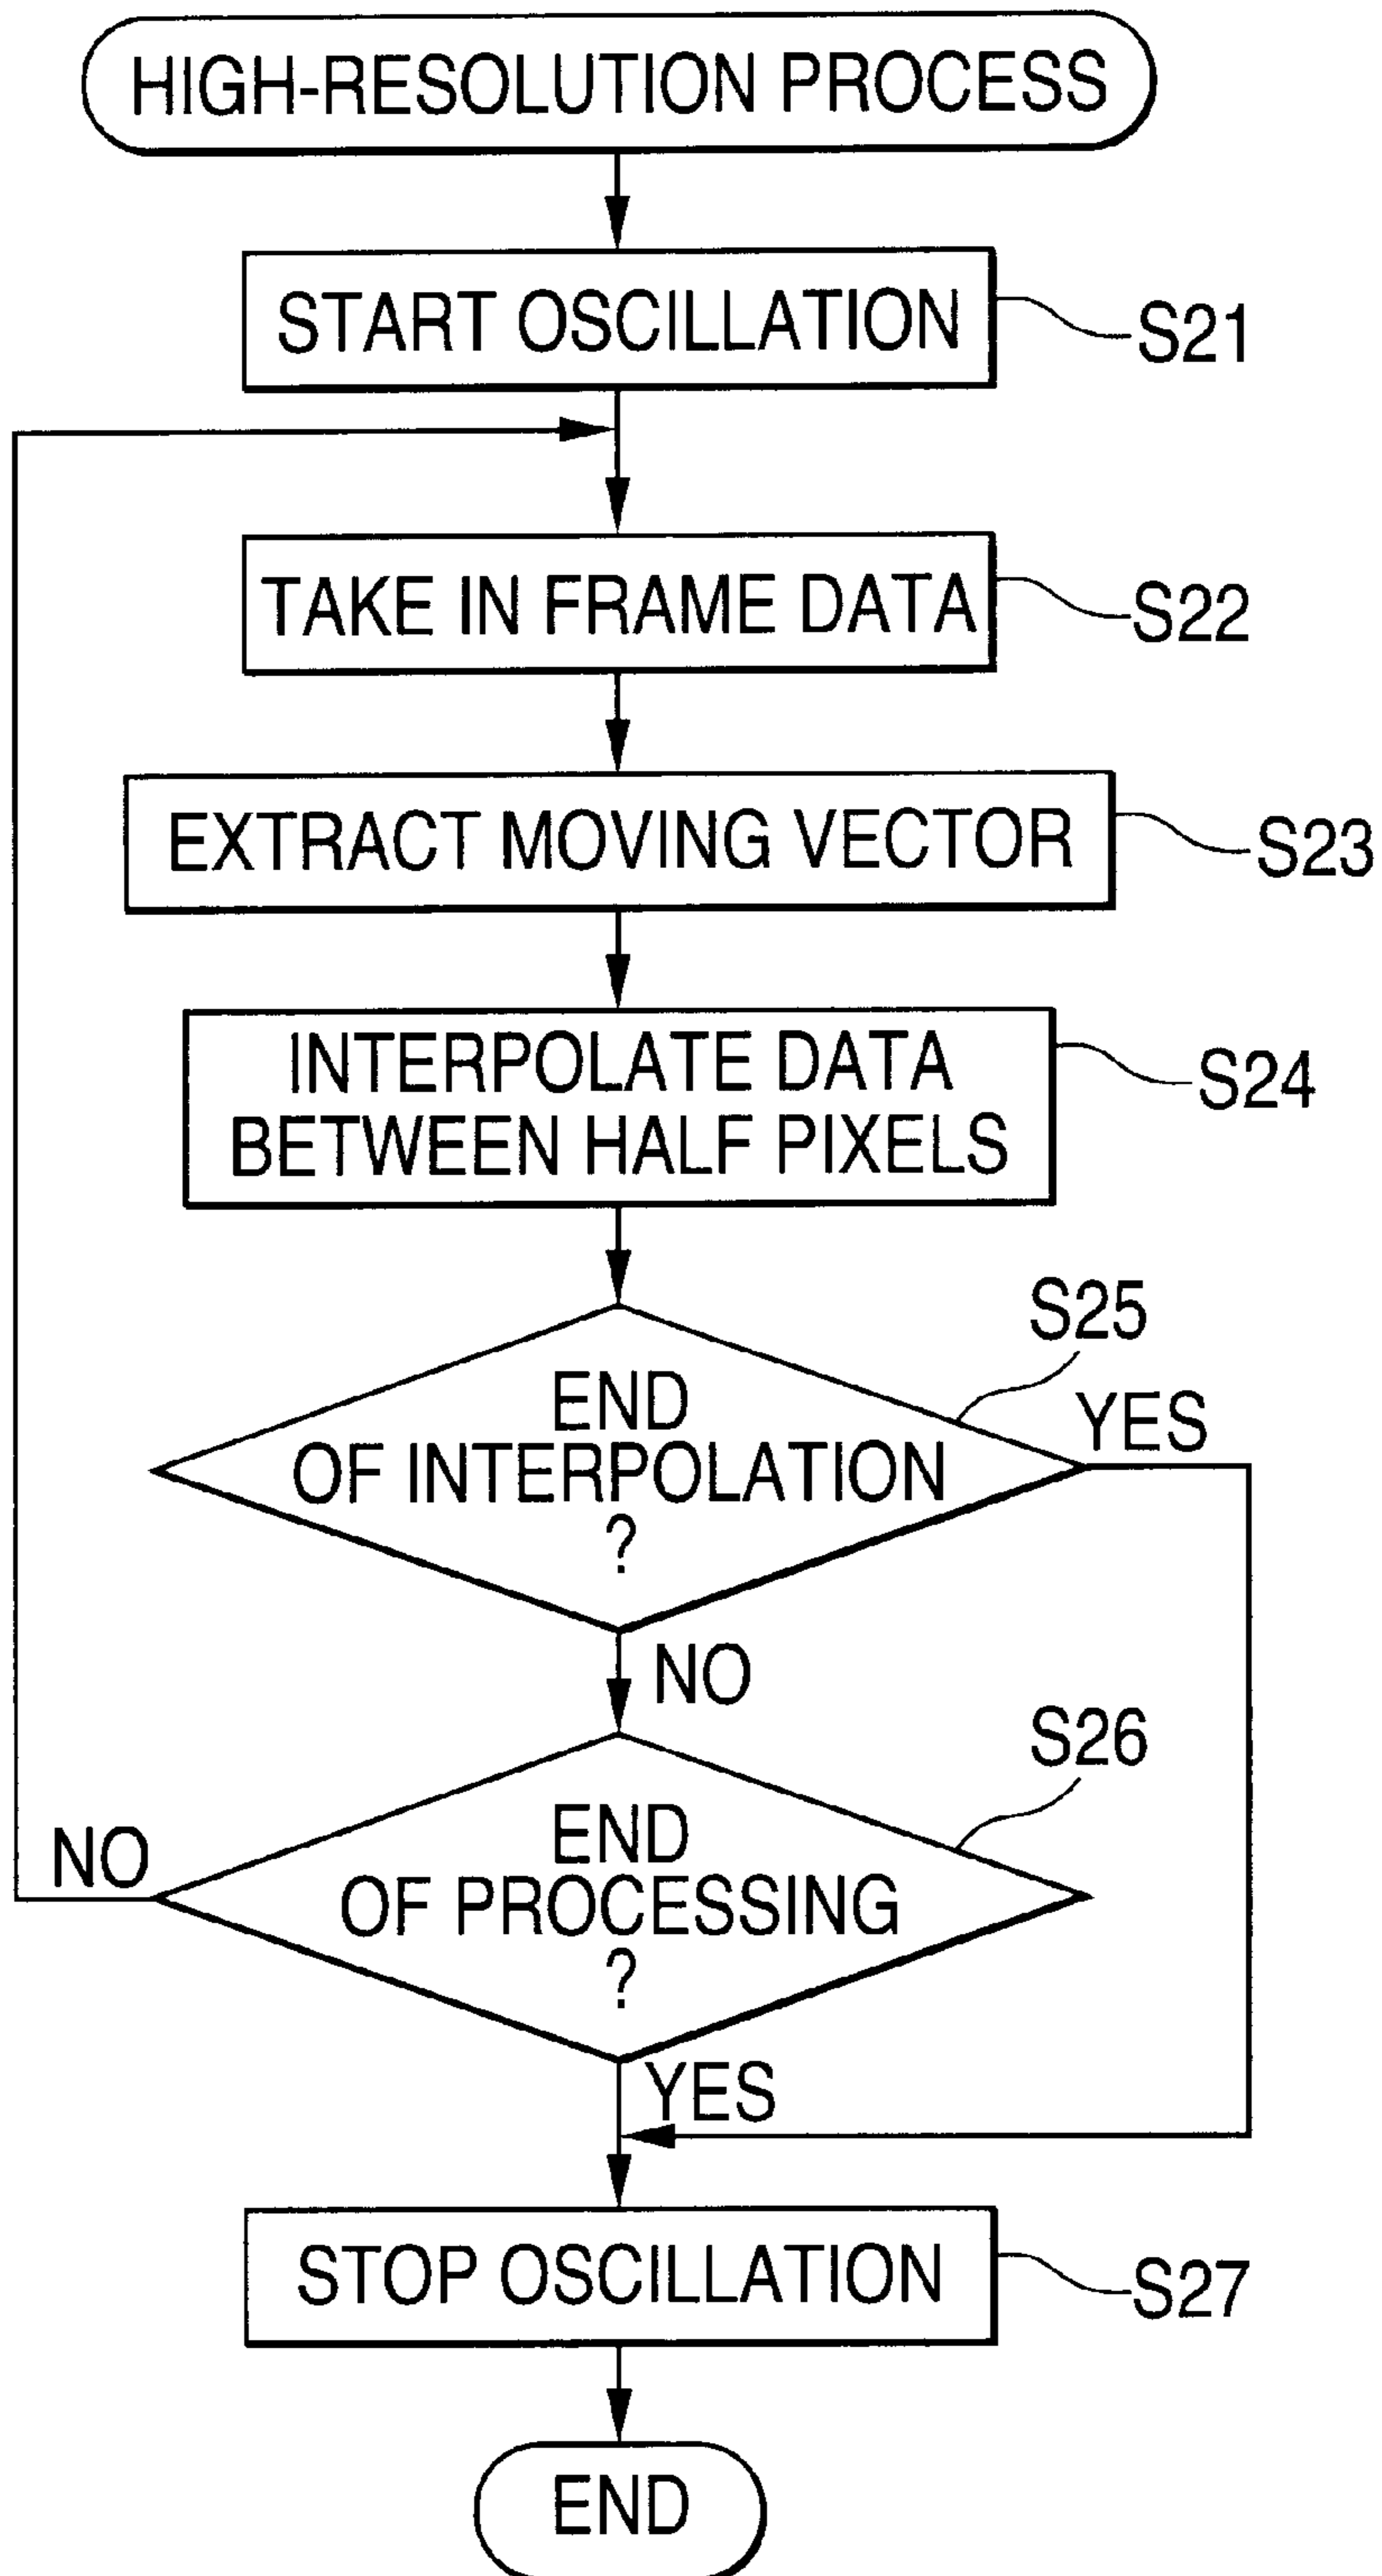 HIGH-RESOLUTION PROCESS
START OSCILLATION
S21
TAKE IN FRAME DATA
S22
EXTRACT MOVING VECTOR
S23
INTERPOLATE DATA
BETWEEN HALF PIXELS
S24
S25
END
OF INTERPOLATION
?
YES
NO
S26
END
OF PROCESSING
?
NO
YES
STOP OSCILLATION
S27
END